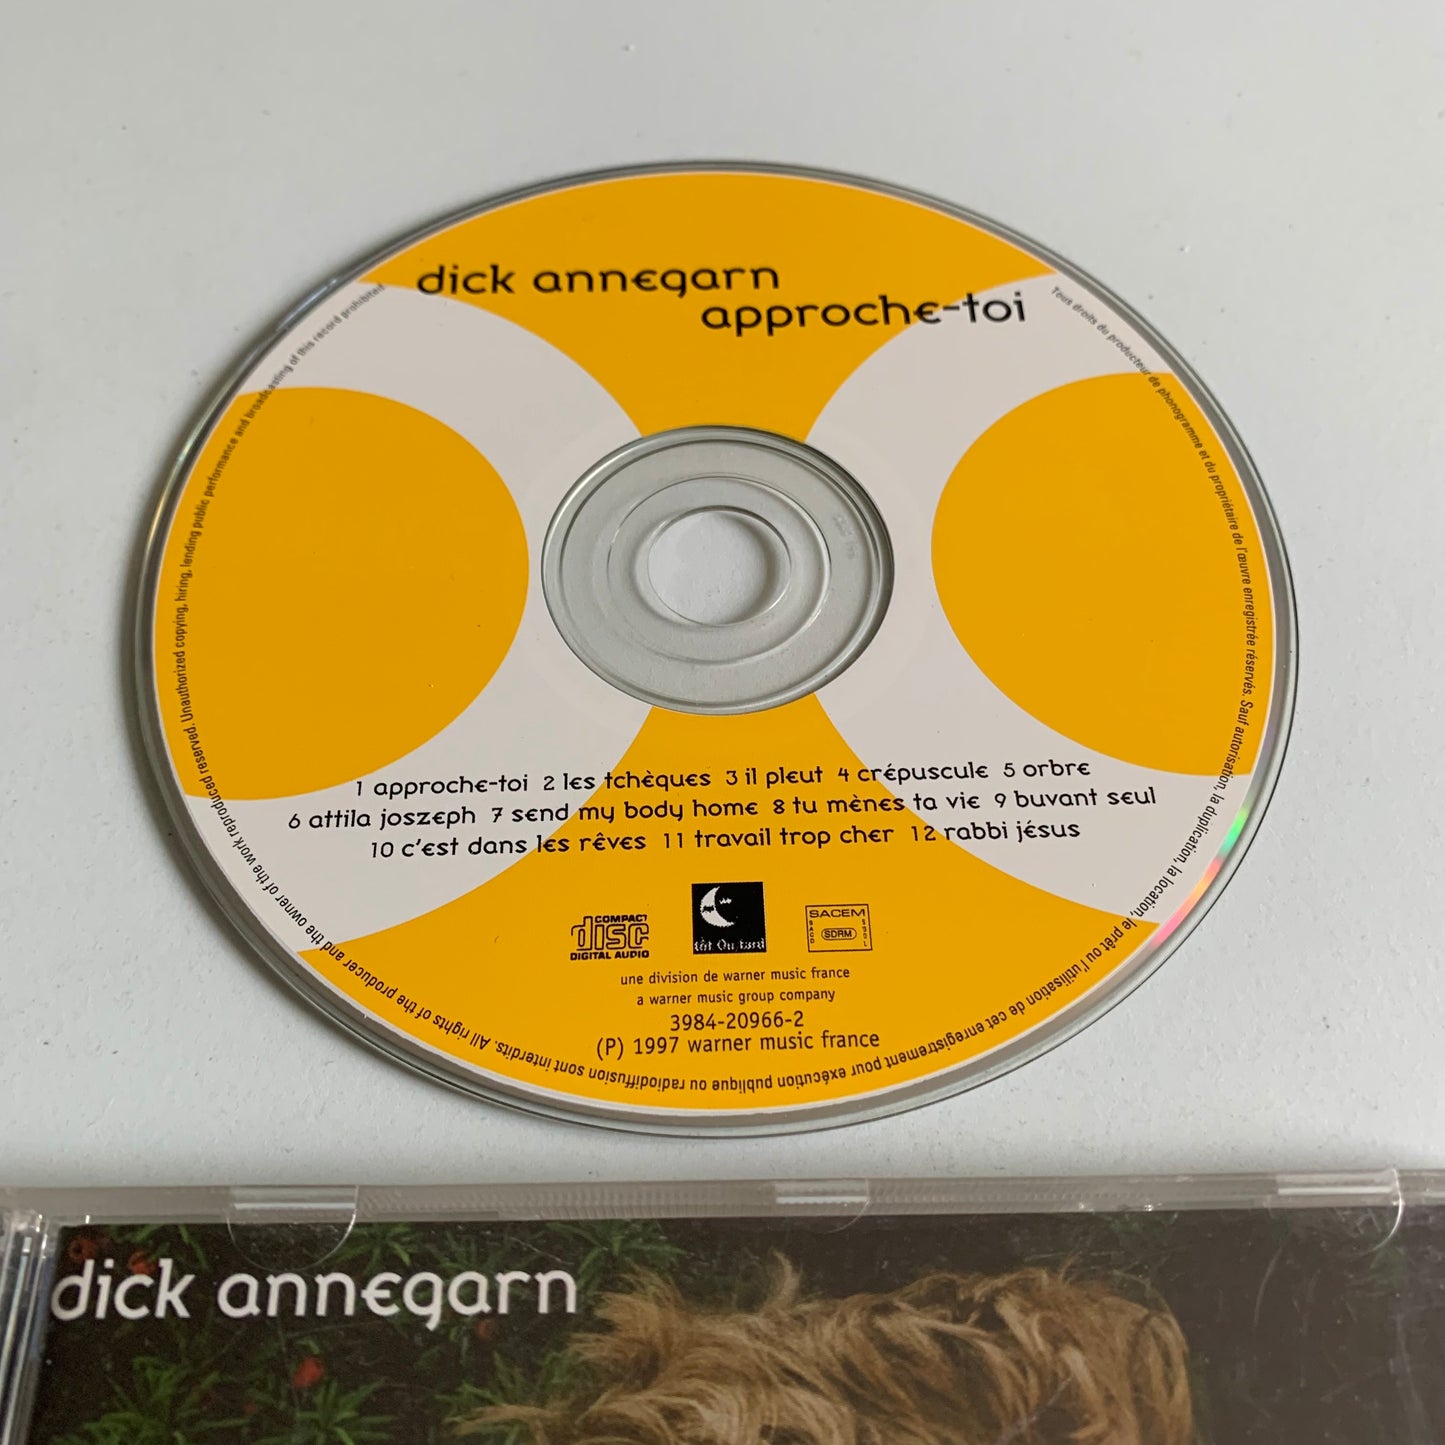 dick annegarn
approche-toi
1 approche-toi 2 les tchèques 3 il pleut 4 crépuscule 5 orbre
6 attila joszeph 7 send my body home 8 tu mènes ta vie 9 buvant seul
10 c'est dans les rêves 11 travail trop cher 12 rabbi jésus
COMPACT
disc
DIGITAL AUDIO
tôt Ou tard
SACEM
SACD
SDRM
SGDL
une division de warner music france
a warner music group company
3984-20966-2
(P) 1997 warner music france
Tous droits du producteur de phonogramme et du propriétaire de l'œuvre enregistrée réservés. Sauf autorisation, la duplication, la location, le prêt ou l'utilisation de cet enregistrement pour exécution publique ou radiodiffusion sont interdits. All rights of the producer and the owner of the work reproduced reserved. Unauthorized copying, hiring, lending public performance and broadcasting of this record prohibited
dick annegarn